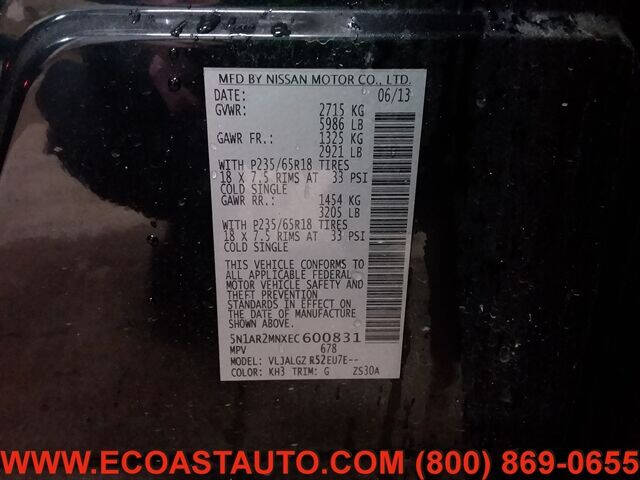 MFD BY NISSAN MOTOR CO., LTD.
DATE: 06/13
GVWR: 2715 KG
5986 LB
GAWR FR.: 1325 KG
2921 LB
WITH P235/65R18 TIRES
18 X 7.5 RIMS AT 33 PSI
COLD SINGLE
GAWR RR.: 1454 KG
3205 LB
WITH P235/65R18 TIRES
18 X 7.5 RIMS AT 33 PSI
COLD SINGLE
THIS VEHICLE CONFORMS TO
ALL APPLICABLE FEDERAL
MOTOR VEHICLE SAFETY AND
THEFT PREVENTION
STANDARDS IN EFFECT ON
THE DATE OF MANUFACTURE
SHOWN ABOVE.
5N1AR2MNXEC600831
MPV 678
MODEL: VLJALGZ R52EU7E--
COLOR: KH3 TRIM: G ZS30A
WWW.ECOASTAUTO.COM (800) 869-0655